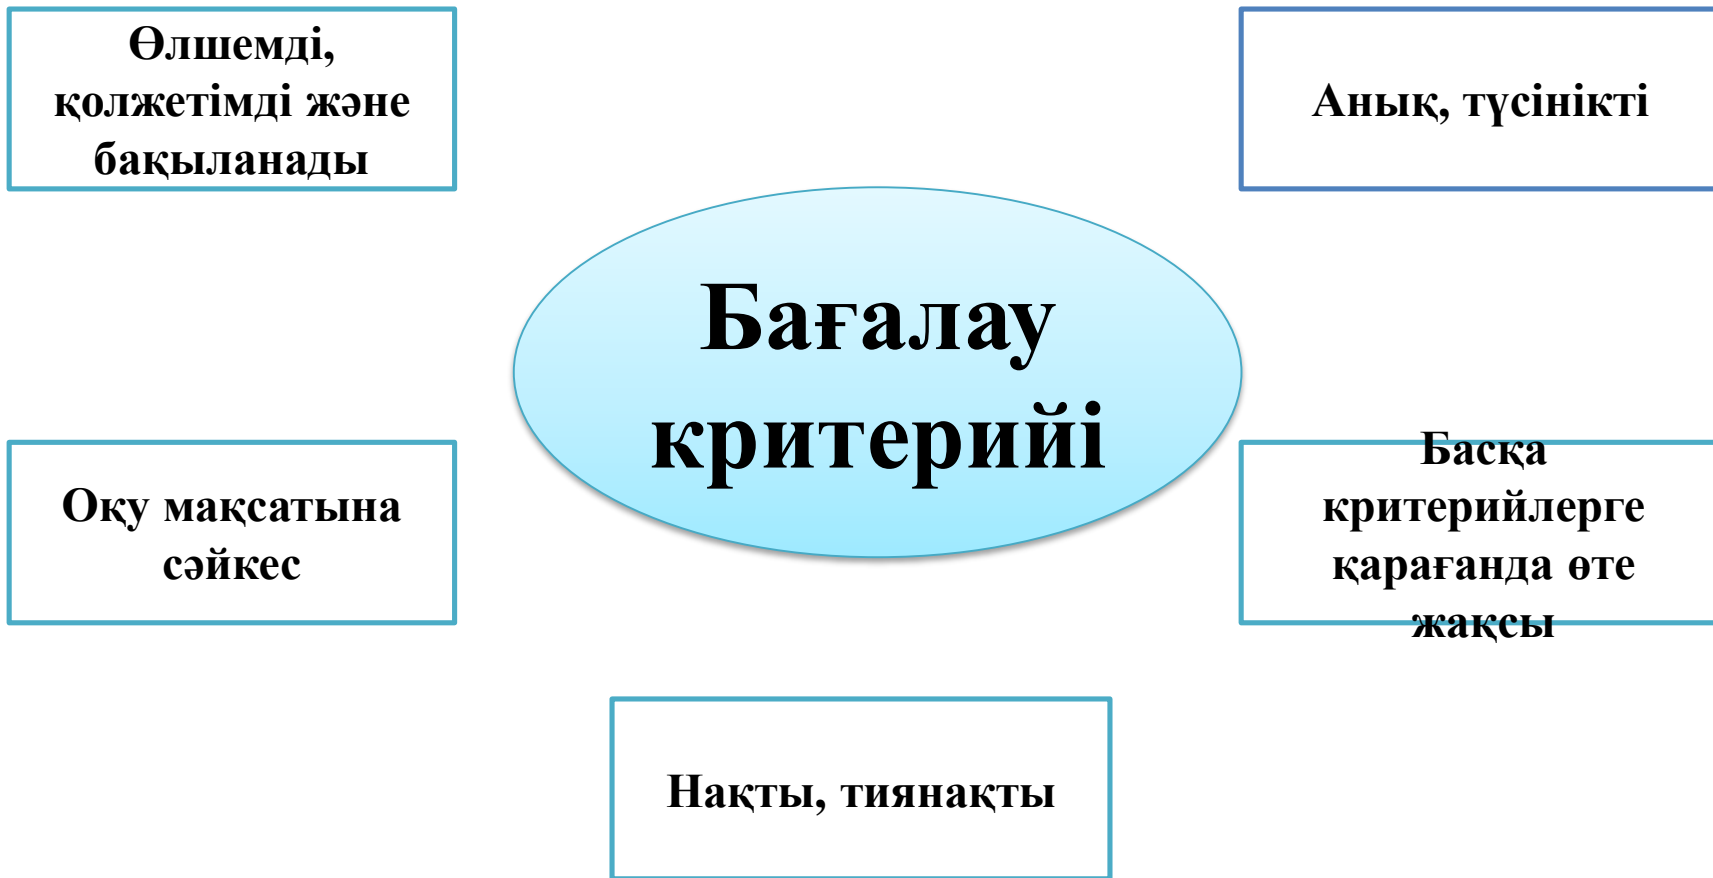 Өлшемді,
қолжетімді және
бақыланады
Анық, түсінікті
Бағалау
критерийі
Оқу мақсатына
сәйкес
Басқа
критерийлерге
қарағанда өте
жақсы
Нақты, тиянақты